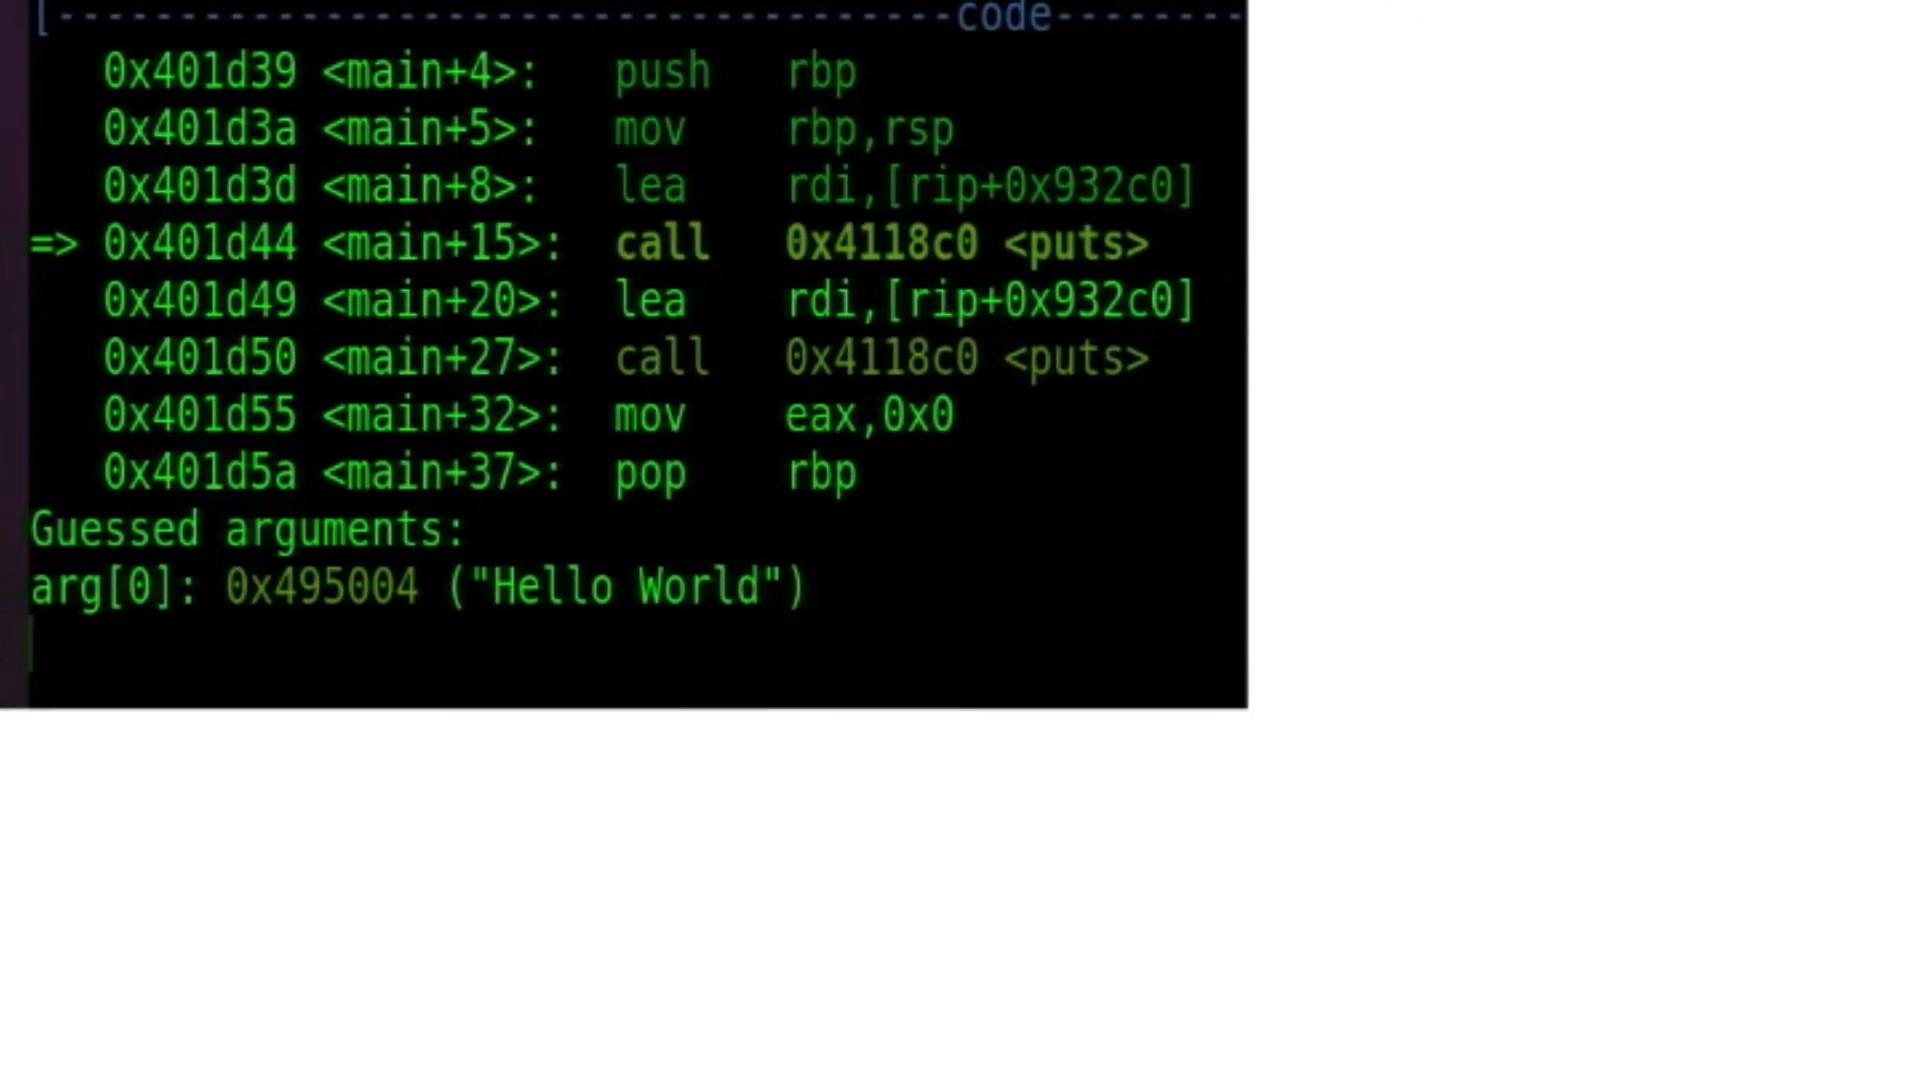 [-------------------------------------code--------
0x401d39 <main+4>: push rbp
0x401d3a <main+5>: mov rbp,rsp
0x401d3d <main+8>: lea rdi,[rip+0x932c0]
=> 0x401d44 <main+15>: call 0x4118c0 <puts>
0x401d49 <main+20>: lea rdi,[rip+0x932c0]
0x401d50 <main+27>: call 0x4118c0 <puts>
0x401d55 <main+32>: mov eax,0x0
0x401d5a <main+37>: pop rbp
Guessed arguments:
arg[0]: 0x495004 ("Hello World")